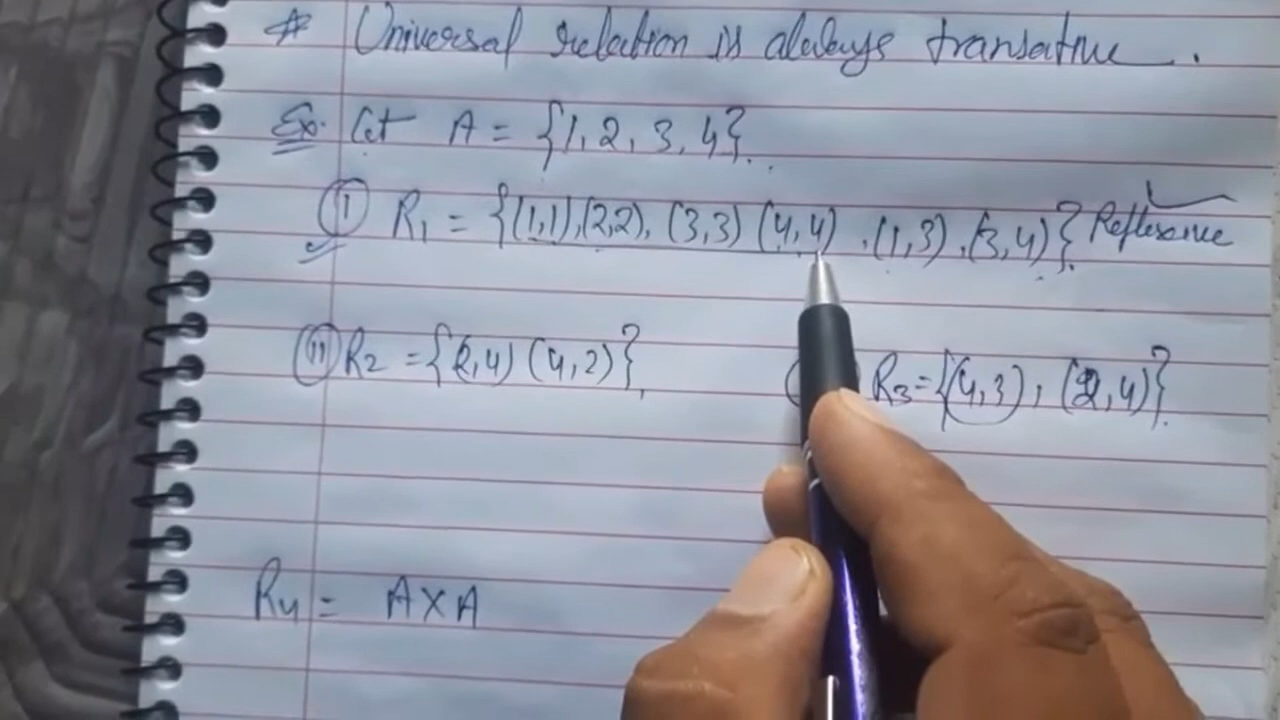 * Universal relation is always transative.
Ex. Let A = {1, 2, 3, 4}.
(i) R1 = {(1,1),(2,2), (3,3) (4,4) , (1,3) , (3,4)} Reflexive
(ii) R2 = {(2,4) (4,2)}
R3 = {(4,3), (2,4)}
R4 = A X A